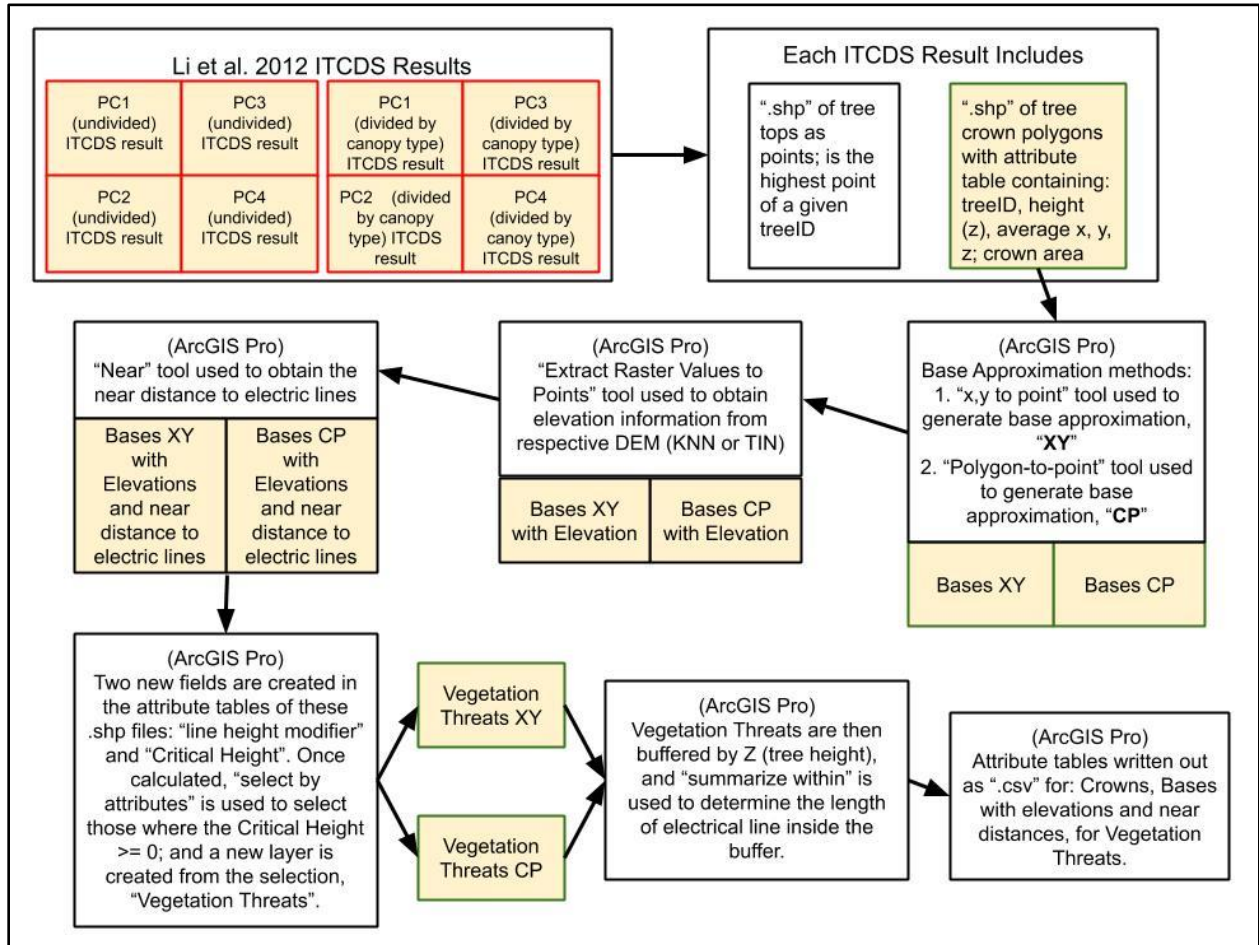 Li et al. 2012 ITCDS Results
PC1
(undivided)
ITCDS result
PC3
(undivided)
ITCDS result
PC1
(divided by
canopy type)
ITCDS result
PC3
(divided by
canopy type)
ITCDS result
PC2
(undivided)
ITCDS result
PC4
(undivided)
ITCDS result
PC2 (divided
by canopy
type) ITCDS
result
PC4
(divided by
canoy type)
ITCDS result
Each ITCDS Result Includes
“.shp” of tree
tops as
points; is the
highest point
of a given
treeID
“.shp” of tree
crown polygons
with attribute
table containing:
treeID, height
(z), average x, y,
z; crown area
(ArcGIS Pro)
Base Approximation methods:
1. “x,y to point” tool used to
generate base approximation,
“XY”
2. “Polygon-to-point” tool used
to generate base
approximation, “CP”
Bases XY
Bases CP
(ArcGIS Pro)
“Extract Raster Values to
Points” tool used to obtain
elevation information from
respective DEM (KNN or TIN)
Bases XY
with Elevation
Bases CP
with Elevation
(ArcGIS Pro)
“Near” tool used to obtain the
near distance to electric lines
Bases XY
with
Elevations
and near
distance to
electric lines
Bases CP
with
Elevations
and near
distance to
electric lines
(ArcGIS Pro)
Two new fields are created in
the attribute tables of these
.shp files: “line height modifier”
and “Critical Height”. Once
calculated, “select by
attributes” is used to select
those where the Critical Height
>= 0; and a new layer is
created from the selection,
“Vegetation Threats”.
Vegetation
Threats XY
Vegetation
Threats CP
(ArcGIS Pro)
Vegetation Threats are then
buffered by Z (tree height),
and “summarize within” is
used to determine the length
of electrical line inside the
buffer.
(ArcGIS Pro)
Attribute tables written out
as “.csv” for: Crowns, Bases
with elevations and near
distances, for Vegetation
Threats.